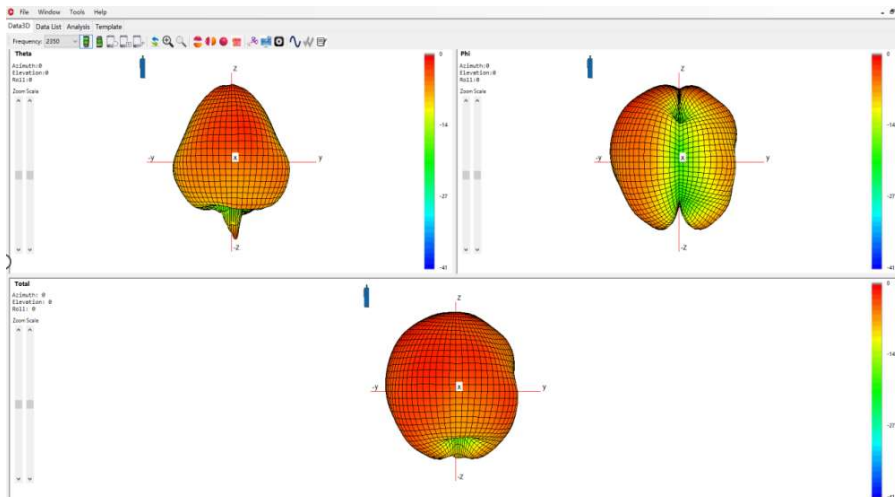 File Window Tools Help
Data3D Data List Analysis Template
Frequency: 2350
Theta
Azimuth:0
Elevation:0
Roll:0
Zoom Scale
Z
-y x y
-Z
0
-14
-27
-41
Phi
Azimuth:0
Elevation:0
Roll:0
Zoom Scale
Z
-y x y
-Z
0
-14
-27
-41
Total
Azimuth: 0
Elevation: 0
Roll: 0
Zoom Scale
Z
-y x y
-Z
0
-14
-27